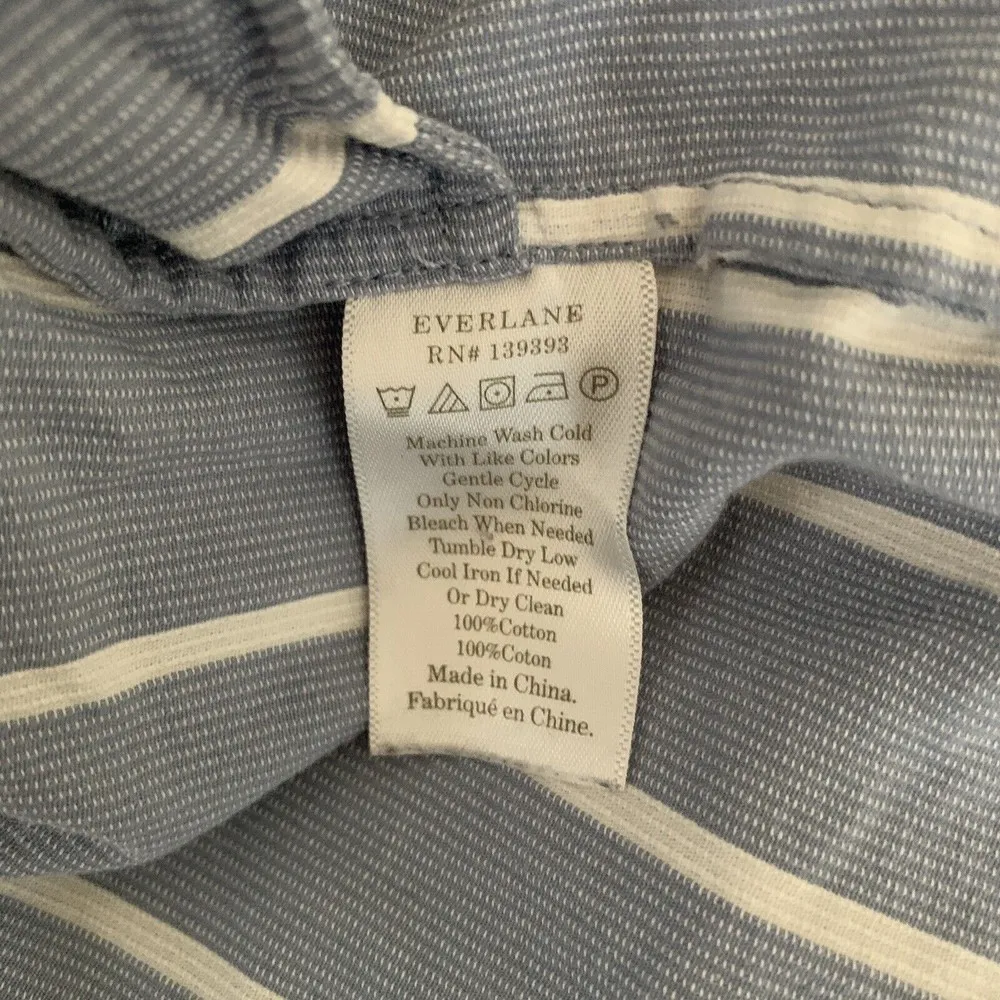 EVERLANE
RN# 139393
P
Machine Wash Cold
With Like Colors
Gentle Cycle
Only Non Chlorine
Bleach When Needed
Tumble Dry Low
Cool Iron If Needed
Or Dry Clean
100%Cotton
100%Coton
Made in China.
Fabriqué en Chine.